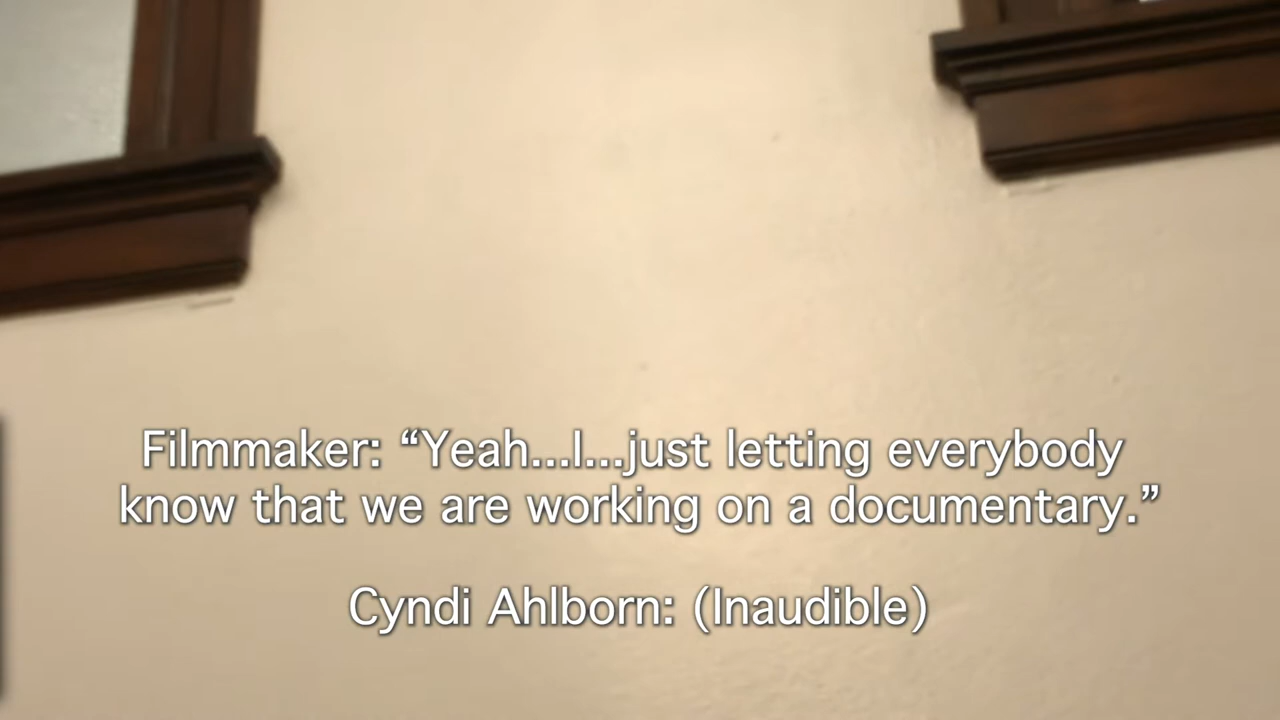 Filmmaker: “Yeah...I...just letting everybody
know that we are working on a documentary.”
Cyndi Ahlborn: (Inaudible)